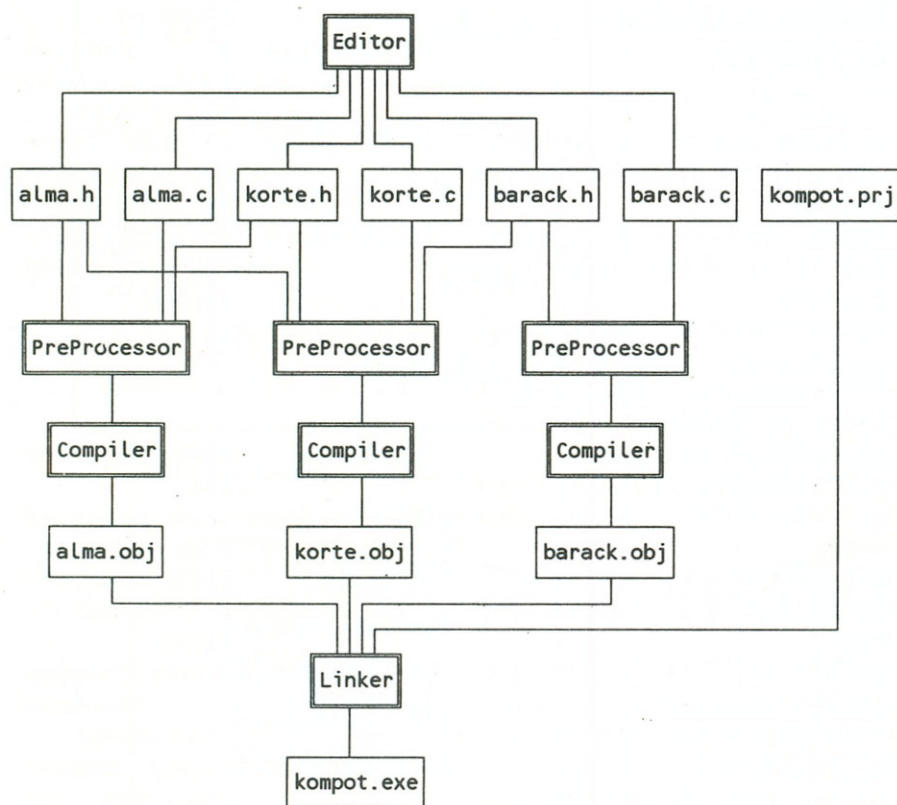 Editor
alma.h alma.c korte.h korte.c barack.h barack.c kompot.prj
PreProcessor PreProcessor PreProcessor
Compiler Compiler Compiler
alma.obj korte.obj barack.obj
Linker
kompot.exe